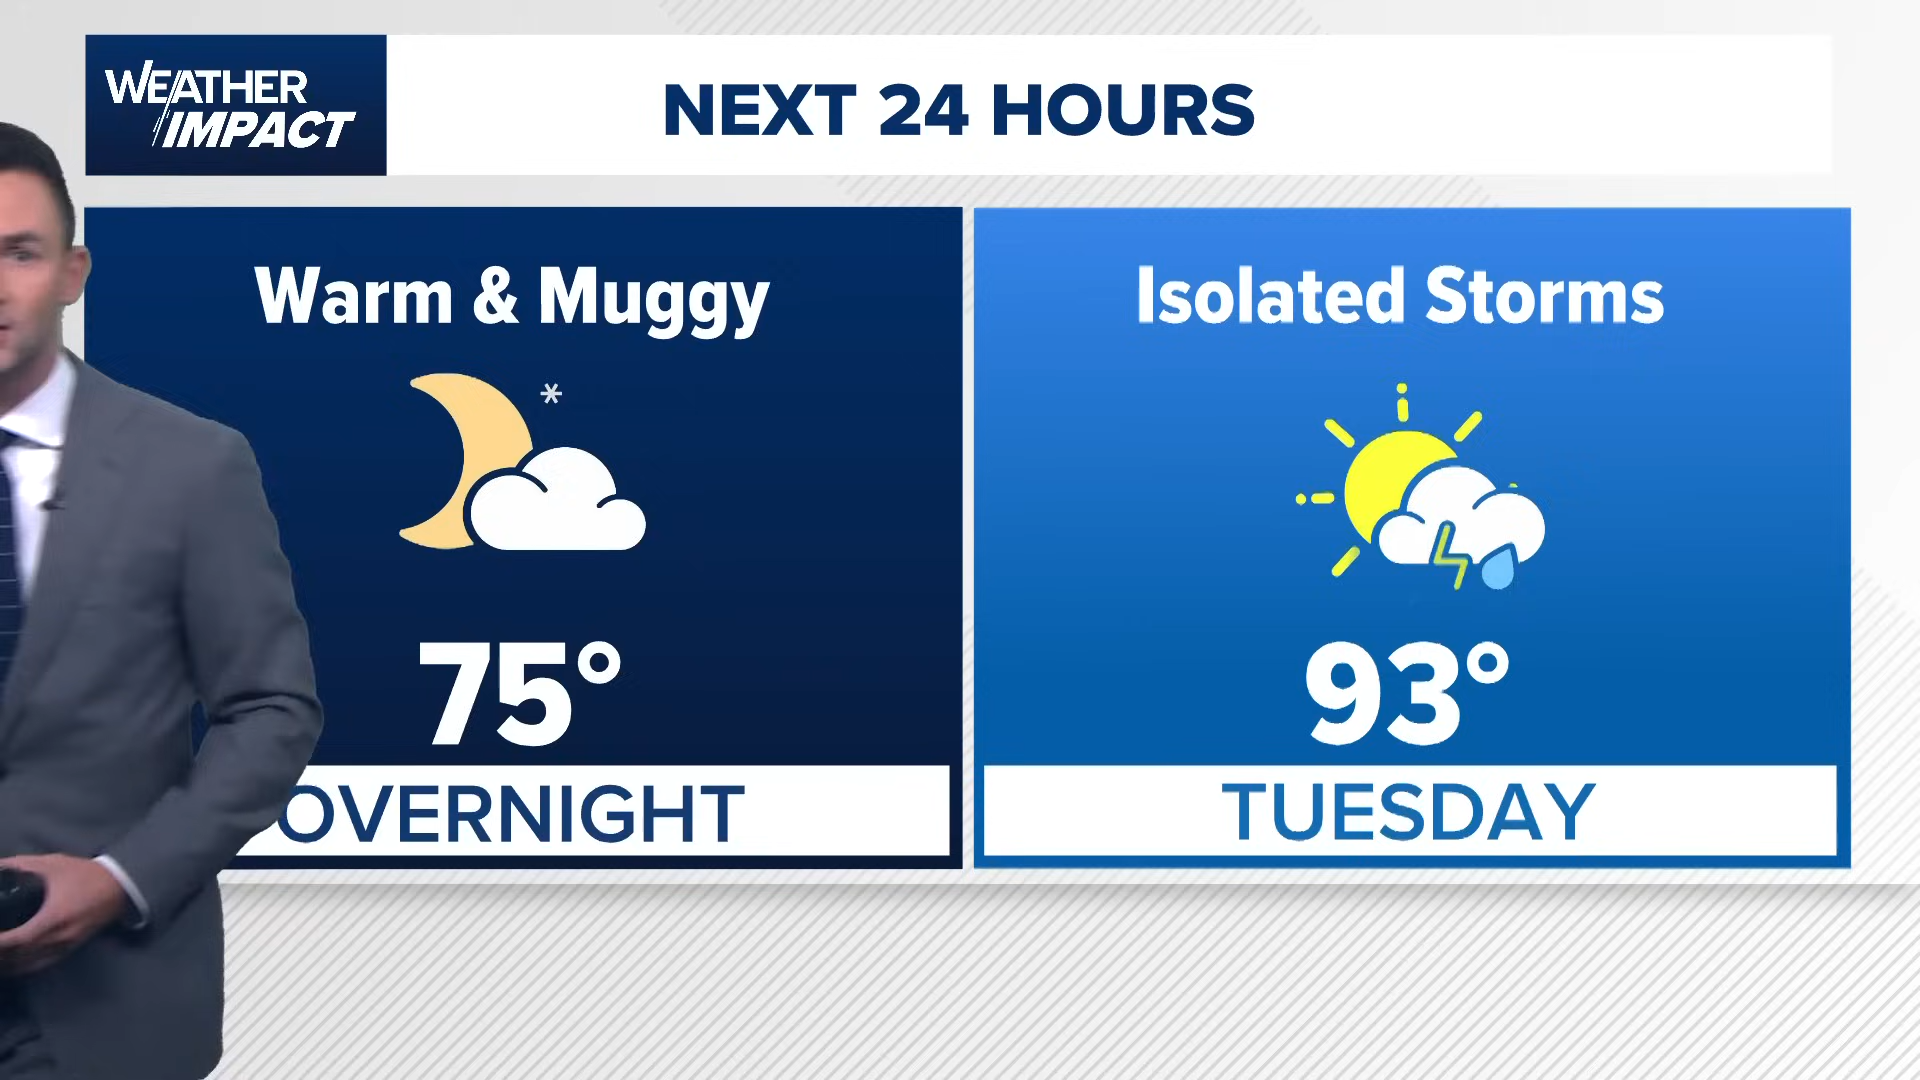 WEATHER
IMPACT
NEXT 24 HOURS
Warm & Muggy
75°
OVERNIGHT
Isolated Storms
93°
TUESDAY